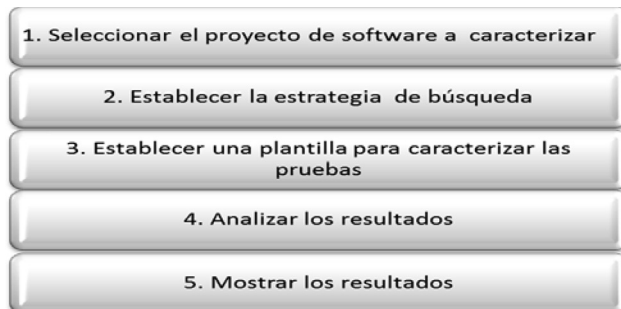 1. Seleccionar el proyecto de software a caracterizar
2. Establecer la estrategia de búsqueda
3. Establecer una plantilla para caracterizar las
pruebas
4. Analizar los resultados
5. Mostrar los resultados